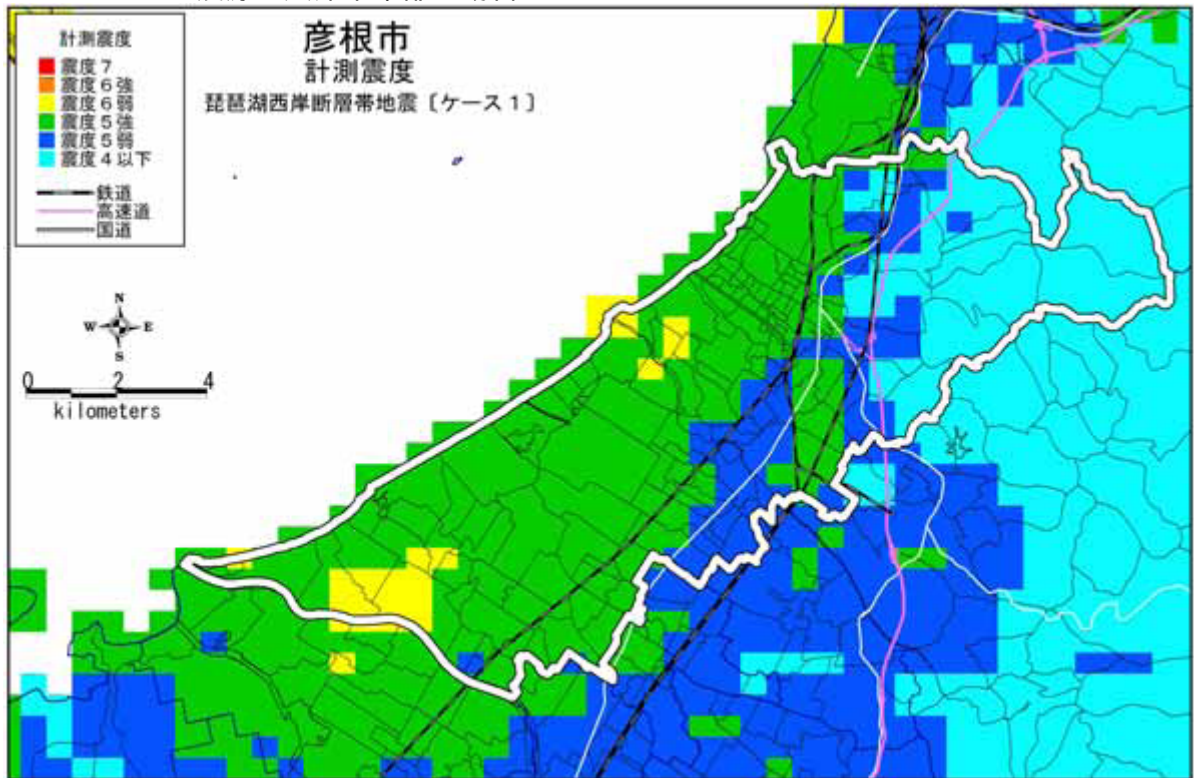 彦根市
計測震度
琵琶湖西岸断層帯地震〔ケース1〕
計測震度
震度7
震度6強
震度6弱
震度5強
震度5弱
震度4以下
鉄道
高速道
国道
N
W E
S
0 2 4
kilometers